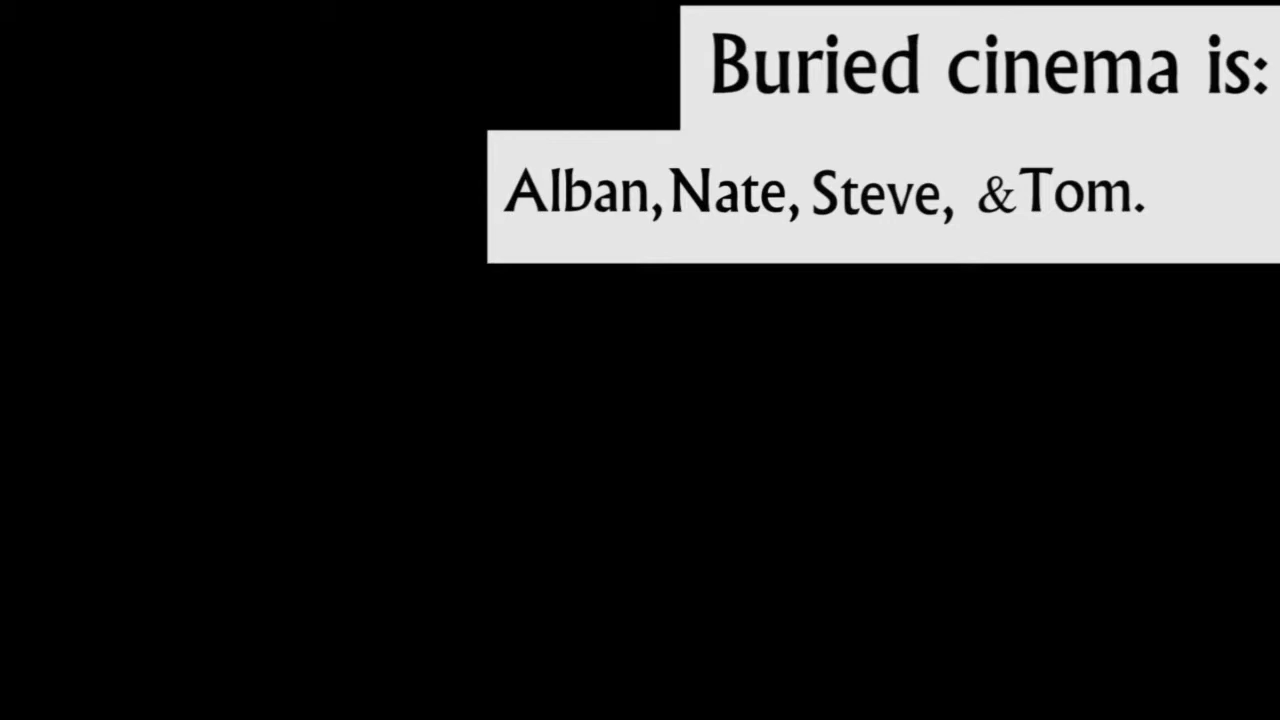 Buried cinema is:
Alban, Nate, Steve, & Tom.